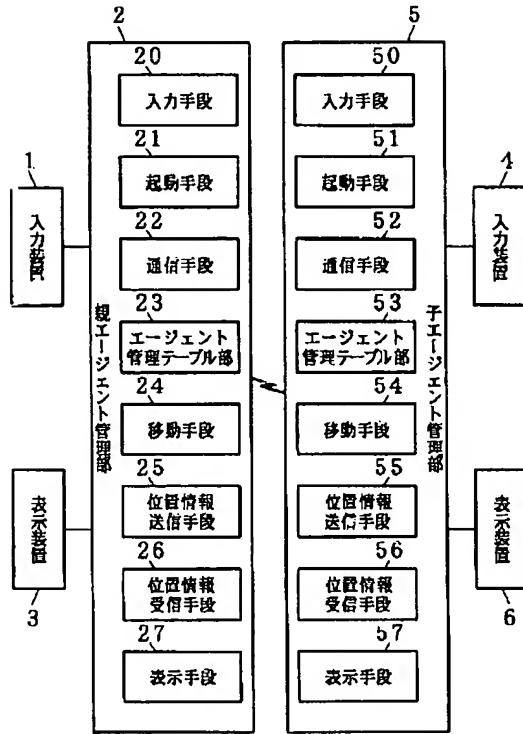 2
5
20
入力手段
50
入力手段
21
起動手段
51
起動手段
1
入力装置
4
入力装置
22
通信手段
52
通信手段
23
エージェント
管理テーブル部
53
エージェント
管理テーブル部
親エージェント管理部
子エージェント管理部
24
移動手段
54
移動手段
25
位置情報
送信手段
55
位置情報
送信手段
表示装置
3
表示装置
6
26
位置情報
受信手段
56
位置情報
受信手段
27
表示手段
57
表示手段